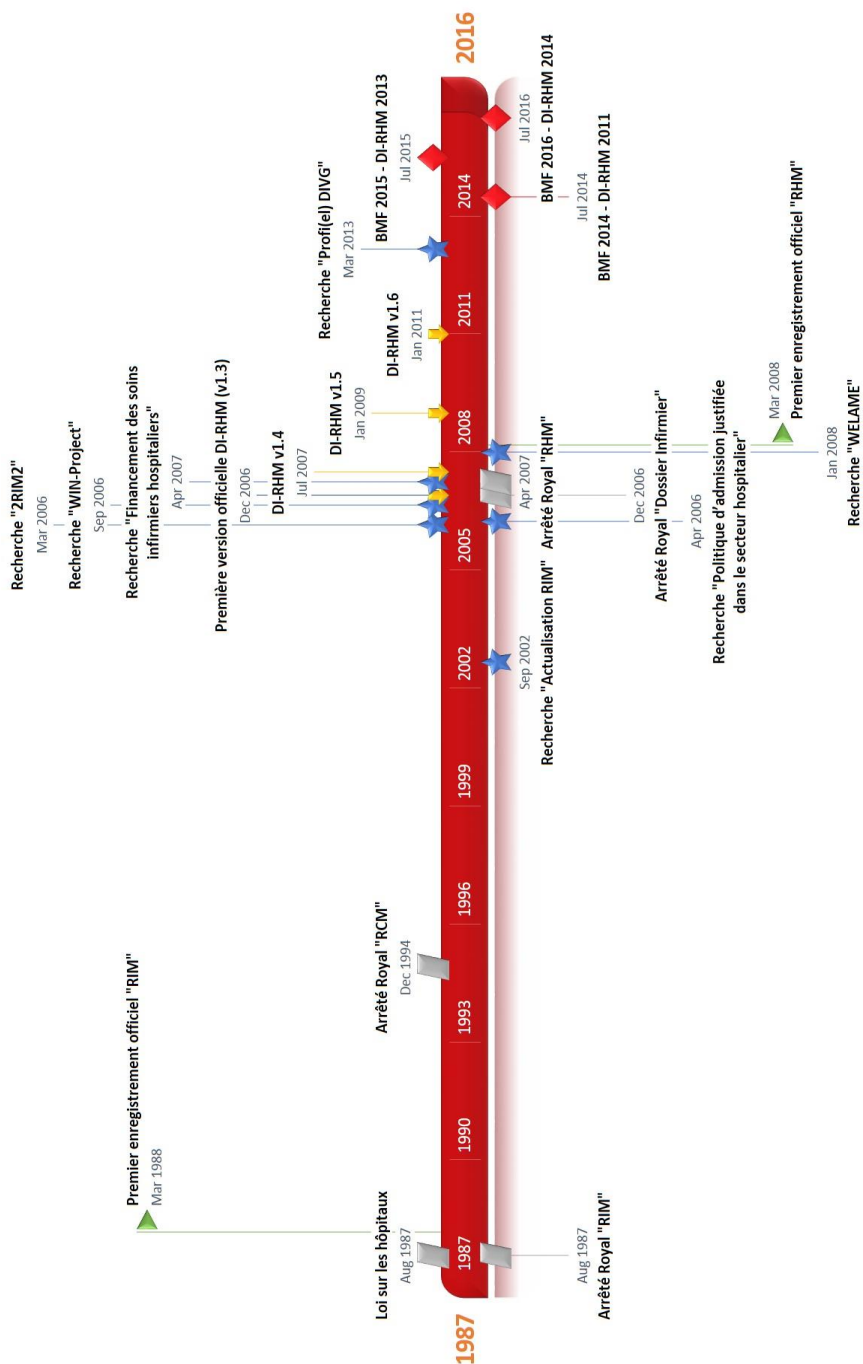 Recherche "2RIM2"
Mar 2006
Recherche "WIN-Project"
Sep 2006
Recherche "Financement des soins
infirmiers hospitaliers"
Apr 2007
Première version officielle DI-RHM (v1.3)
Dec 2006
DI-RHM v1.4
Jul 2007
DI-RHM v1.5
Jan 2009
DI-RHM v1.6
Jan 2011
Recherche "Profi(el) DIVG"
Mar 2013
BMF 2015 - DI-RHM 2013
Jul 2015
Premier enregistrement officiel "RIM"
Mar 1988
Loi sur les hôpitaux
Aug 1987
Arrêté Royal "RCM"
Dec 1994
1987
1987
1990
1993
1996
1999
2002
2005
2008
2011
2014
2016
Aug 1987
Arrêté Royal "RIM"
Sep 2002
Recherche "Actualisation RIM"
Apr 2007
Arrêté Royal "RHM"
Dec 2006
Arrêté Royal "Dossier Infirmier"
Apr 2006
Recherche "Politique d'admission justifiée
dans le secteur hospitalier"
Mar 2008
Premier enregistrement officiel "RHM"
Jan 2008
Recherche "WELAME"
Jul 2016
BMF 2016 - DI-RHM 2014
Jul 2014
BMF 2014 - DI-RHM 2011